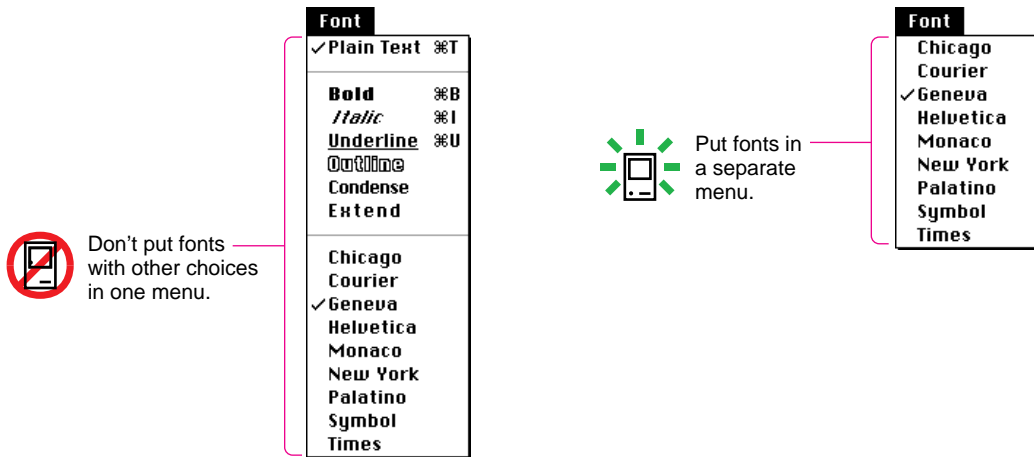 Font
✓Plain Text ⌘T
Bold ⌘B
Italic ⌘I
Underline ⌘U
Outline
Condense
Extend
Chicago
Courier
✓Geneva
Helvetica
Monaco
New York
Palatino
Symbol
Times
Don’t put fonts
with other choices
in one menu.
Font
Chicago
Courier
✓Geneva
Helvetica
Monaco
New York
Palatino
Symbol
Times
Put fonts in
a separate
menu.